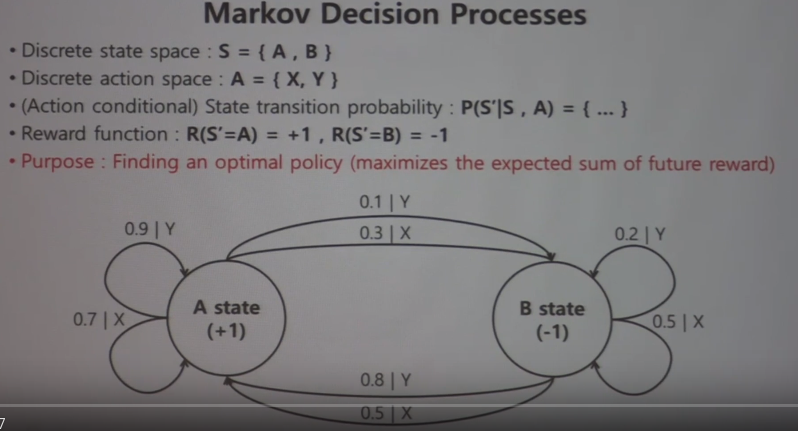 Markov Decision Processes
• Discrete state space : S = { A , B }
• Discrete action space : A = { X, Y }
• (Action conditional) State transition probability : P(S'|S , A) = { ... }
• Reward function : R(S'=A) = +1 , R(S'=B) = -1
• Purpose : Finding an optimal policy (maximizes the expected sum of future reward)
0.1 | Y
0.9 | Y
0.3 | X
0.2 | Y
A state
(+1)
B state
(-1)
0.7 | X
0.5 | X
0.8 | Y
0.5 | X
7